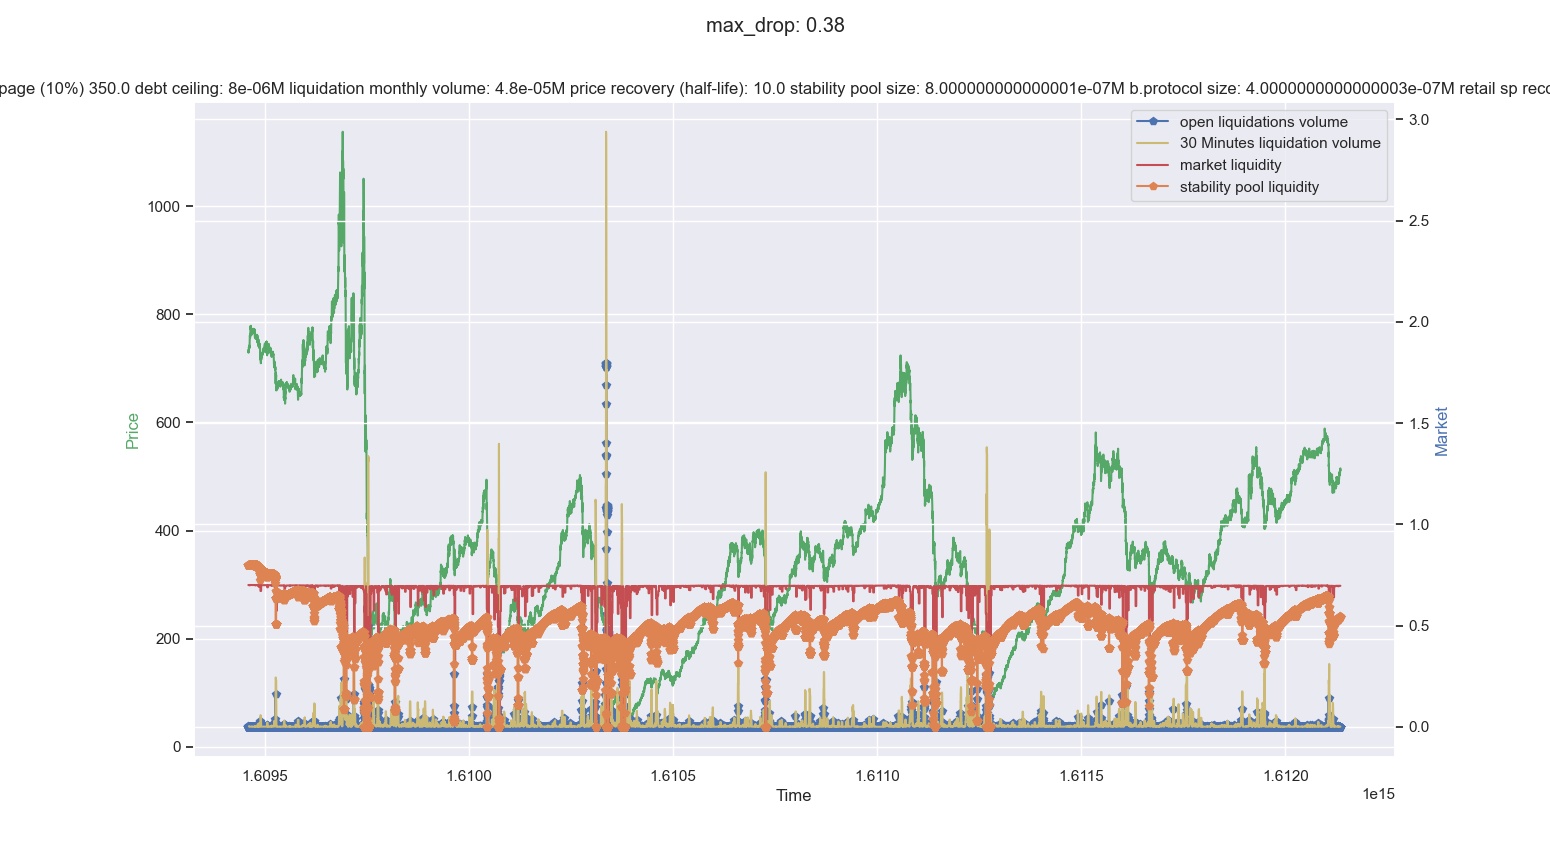 max_drop: 0.38
page (10%) 350.0 debt ceiling: 8e-06M liquidation monthly volume: 4.8e-05M price recovery (half-life): 10.0 stability pool size: 8.000000000000001e-07M b.protocol size: 4.0000000000000003e-07M retail sp reco
open liquidations volume
30 Minutes liquidation volume
market liquidity
stability pool liquidity
1000
800
600
400
200
0
Price
3.0
2.5
2.0
1.5
1.0
0.5
0.0
Market
1.6095 1.6100 1.6105 1.6110 1.6115 1.6120
1e15
Time